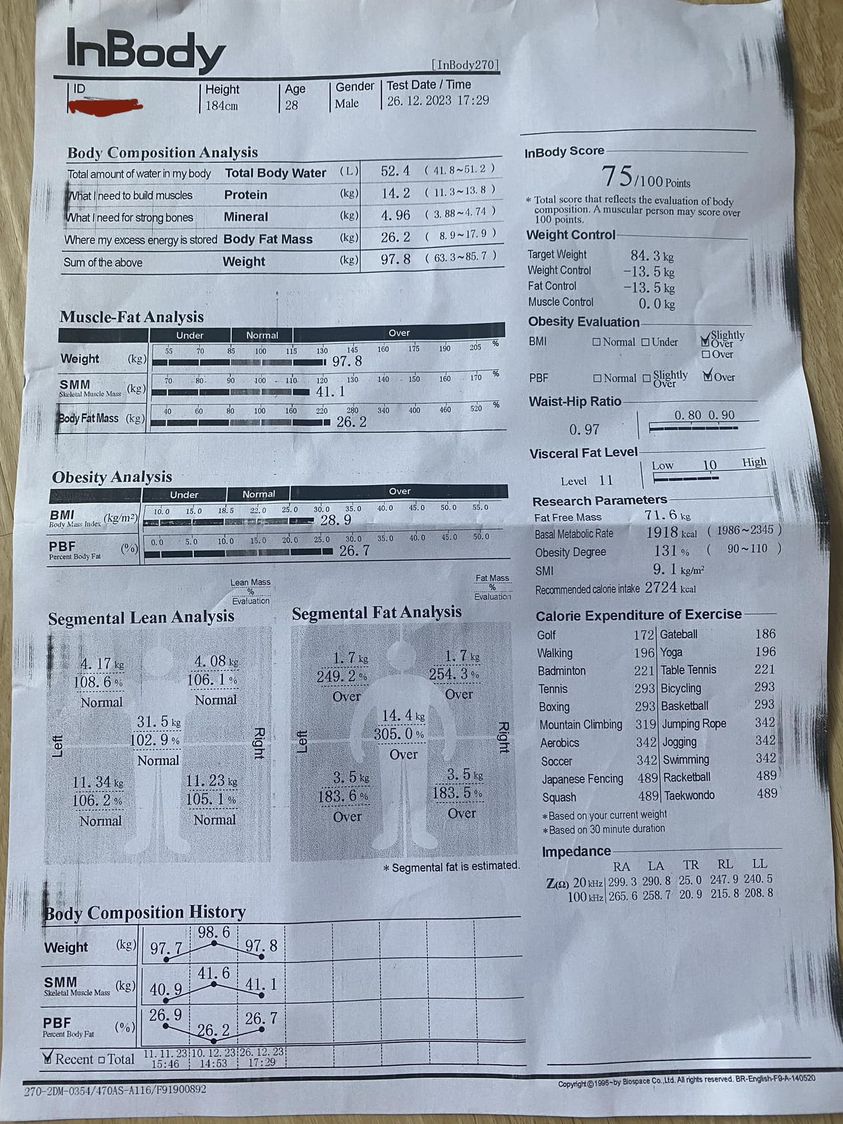 InBody
[InBody270]
ID Height Age Gender Test Date / Time
184cm 28 Male 26. 12. 2023 17:29
Body Composition Analysis
Total amount of water in my body Total Body Water (L) 52. 4 ( 41. 8~51. 2 )
What I need to build muscles Protein (kg) 14. 2 ( 11. 3~13. 8 )
What I need for strong bones Mineral (kg) 4. 96 ( 3. 88~4. 74 )
Where my excess energy is stored Body Fat Mass (kg) 26. 2 ( 8. 9~17. 9 )
Sum of the above Weight (kg) 97. 8 ( 63. 3~85. 7 )
Muscle-Fat Analysis
Under Normal Over
Weight (kg) 55 70 85 100 115 130 145 160 175 190 205 %
97. 8
SMM (kg) 70 80 90 100 110 120 130 140 150 160 170 %
Skeletal Muscle Mass 41. 1
Body Fat Mass (kg) 40 60 80 100 160 220 280 340 400 460 520 %
26. 2
Obesity Analysis
Under Normal Over
BMI (kg/m²) 10. 0 15. 0 18. 5 22. 0 25. 0 30. 0 35. 0 40. 0 45. 0 50. 0 55. 0
Body Mass Index 28. 9
PBF (%) 0. 0 5. 0 10. 0 15. 0 20. 0 25. 0 30. 0 35. 0 40. 0 45. 0 50. 0
Percent Body Fat 26. 7
Lean Mass
%
Evaluation
Segmental Lean Analysis
4. 17 kg 4. 08 kg
108. 6 % 106. 1 %
Normal Normal
31. 5 kg
102. 9 %
Normal
Left Right
11. 34 kg 11. 23 kg
106. 2 % 105. 1 %
Normal Normal
Fat Mass
%
Evaluation
Segmental Fat Analysis
1. 7 kg 1. 7 kg
249. 2 % 254. 3 %
Over Over
14. 4 kg
305. 0 %
Over
Left Right
3. 5 kg 3. 5 kg
183. 6 % 183. 5 %
Over Over
* Segmental fat is estimated.
Body Composition History
Weight (kg) 97. 7 98. 6 97. 8
SMM (kg) 40. 9 41. 6 41. 1
Skeletal Muscle Mass
PBF (%) 26. 9 26. 2 26. 7
Percent Body Fat
Recent Total 11. 11. 23 10. 12. 23 26. 12. 23
15:46 14:53 17:29
InBody Score
75/100 Points
* Total score that reflects the evaluation of body
composition. A muscular person may score over
100 points.
Weight Control
Target Weight 84. 3 kg
Weight Control -13. 5 kg
Fat Control -13. 5 kg
Muscle Control 0. 0 kg
Obesity Evaluation
BMI Normal Under Slightly Over
Over
PBF Normal Slightly Over Over
Waist-Hip Ratio
0. 80 0. 90
0. 97
Visceral Fat Level
Low 10 High
Level 11
Research Parameters
Fat Free Mass 71. 6 kg
Basal Metabolic Rate 1918 kcal ( 1986~2345 )
Obesity Degree 131 % ( 90~110 )
SMI 9. 1 kg/m²
Recommended calorie intake 2724 kcal
Calorie Expenditure of Exercise
Golf 172 Gateball 186
Walking 196 Yoga 196
Badminton 221 Table Tennis 221
Tennis 293 Bicycling 293
Boxing 293 Basketball 293
Mountain Climbing 319 Jumping Rope 342
Aerobics 342 Jogging 342
Soccer 342 Swimming 342
Japanese Fencing 489 Racketball 489
Squash 489 Taekwondo 489
*Based on your current weight
*Based on 30 minute duration
Impedance
RA LA TR RL LL
Z(Ω) 20 kHz 299. 3 290. 8 25. 0 247. 9 240. 5
100 kHz 265. 6 258. 7 20. 9 215. 8 208. 8
270-2DM-0354/470AS-A116/F91900892
Copyright©1996~by Biospace Co.,Ltd. All rights reserved. BR-English-F9-A-140520